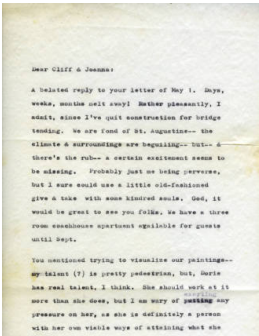 Dear Cliff & Joanna:
A belated reply to your letter of May 1. Days,
weeks, months melt away! Rather pleasantly, I
admit, since I've quit construction for bridge
tending. We are fond of St. Augustine-- the
climate & surroundings are beguiling-- but-- &
there's the rub-- a certain excitement seems to
be missing. Probably just me being perverse,
but I sure could use a little old-fashioned
give & take with some kindred souls. God, it
would be great to see you folks. We have a three
room beachhouse apartment available for guests
until Sept.
You mentioned trying to visualize our paintings--
my talent (?) is pretty pedestrian, but, Doris
has real talent, I think. She should work at it
exerting
more than she does, but I am wary of putting any
pressure on her, as she is definitely a person
with her own viable ways of attaining what she